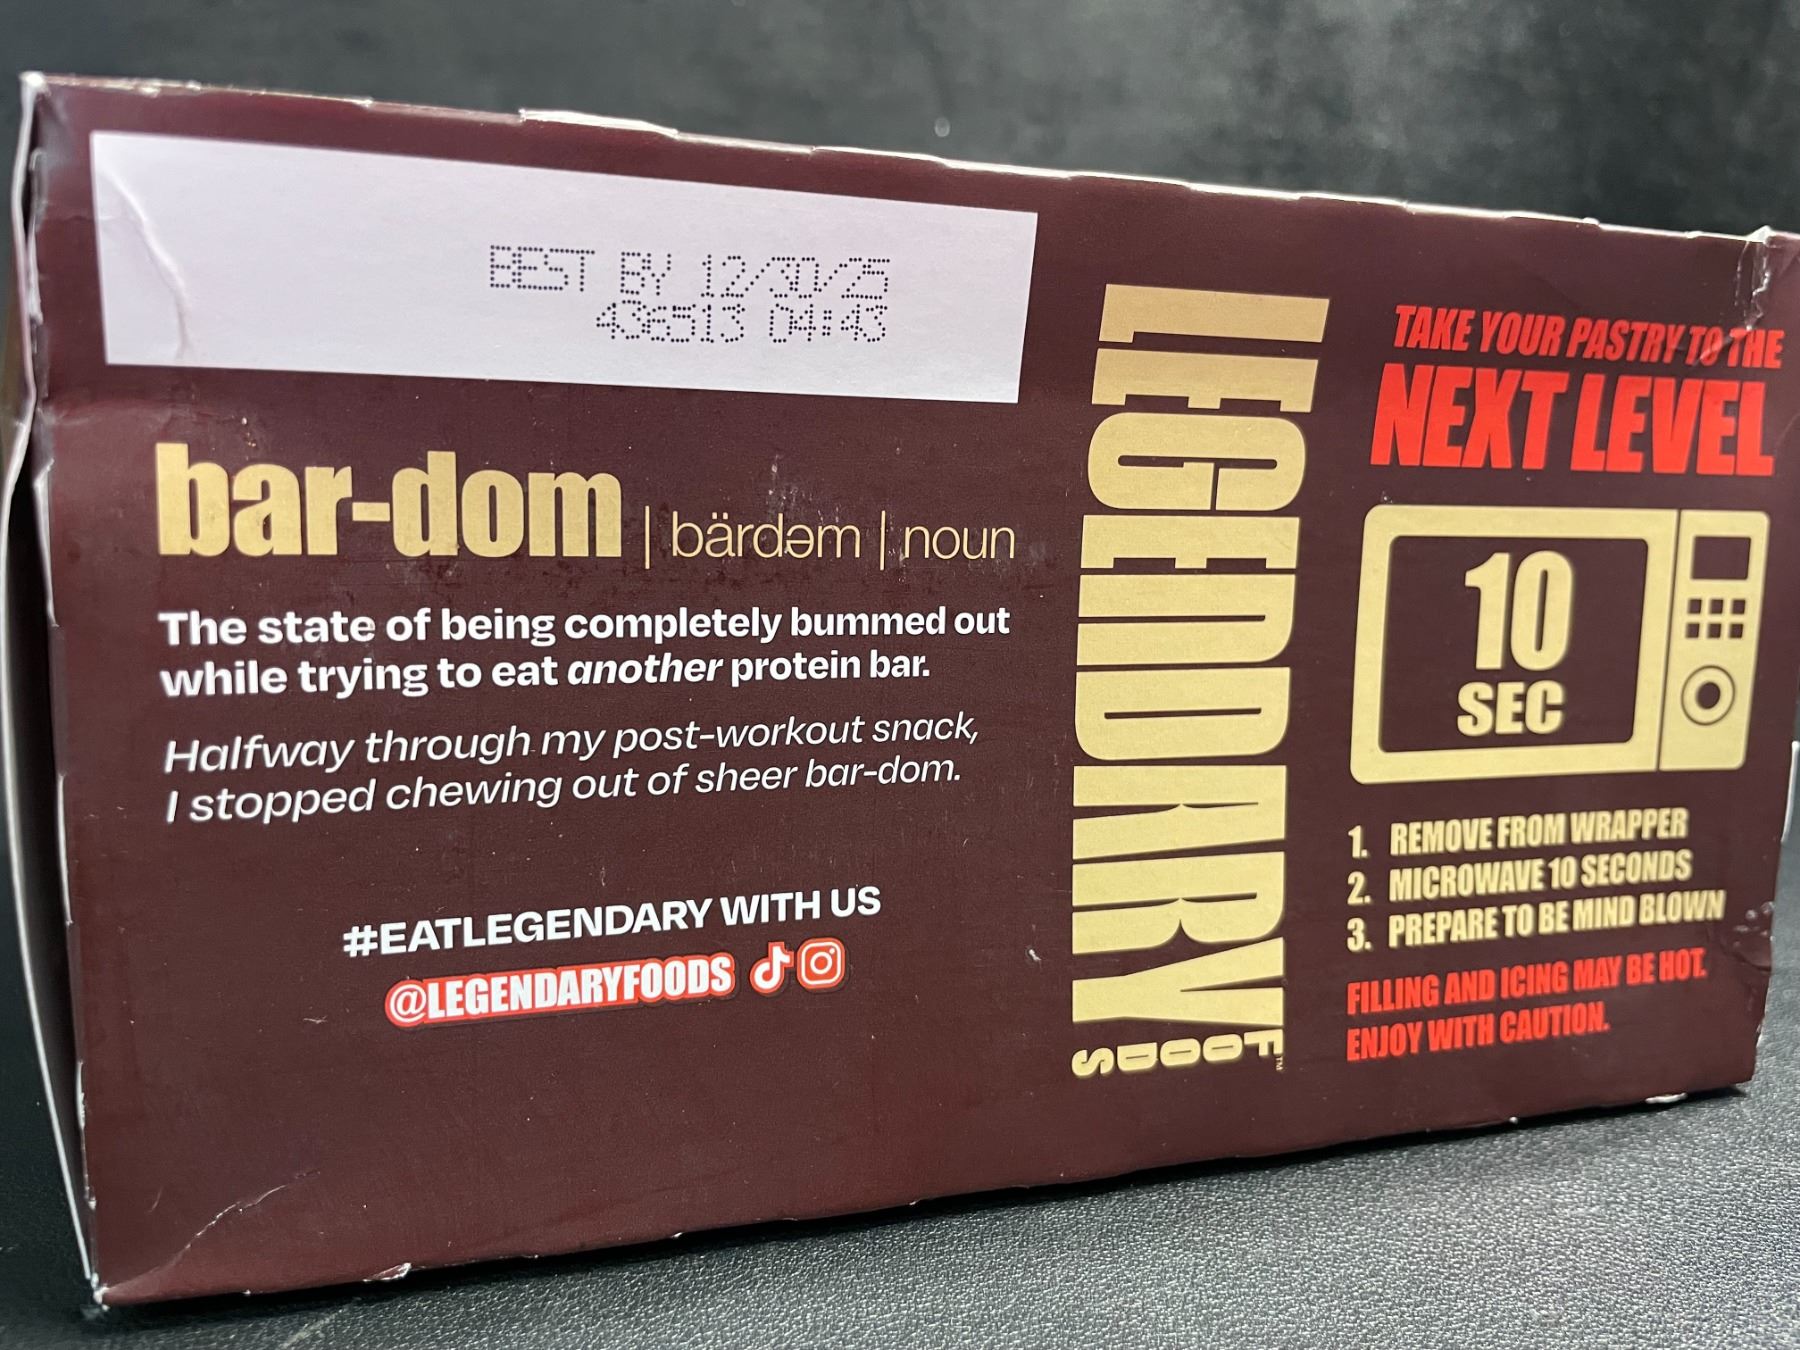 BEST BY 12/30/25
436513 04:43
bar-dom | bärdəm | noun
The state of being completely bummed out
while trying to eat another protein bar.
Halfway through my post-workout snack,
I stopped chewing out of sheer bar-dom.
#EATLEGENDARY WITH US
@LEGENDARYFOODS
LEGENDARY
FOODS™
TAKE YOUR PASTRY TO THE
NEXT LEVEL
10
SEC
1. REMOVE FROM WRAPPER
2. MICROWAVE 10 SECONDS
3. PREPARE TO BE MIND BLOWN
FILLING AND ICING MAY BE HOT.
ENJOY WITH CAUTION.